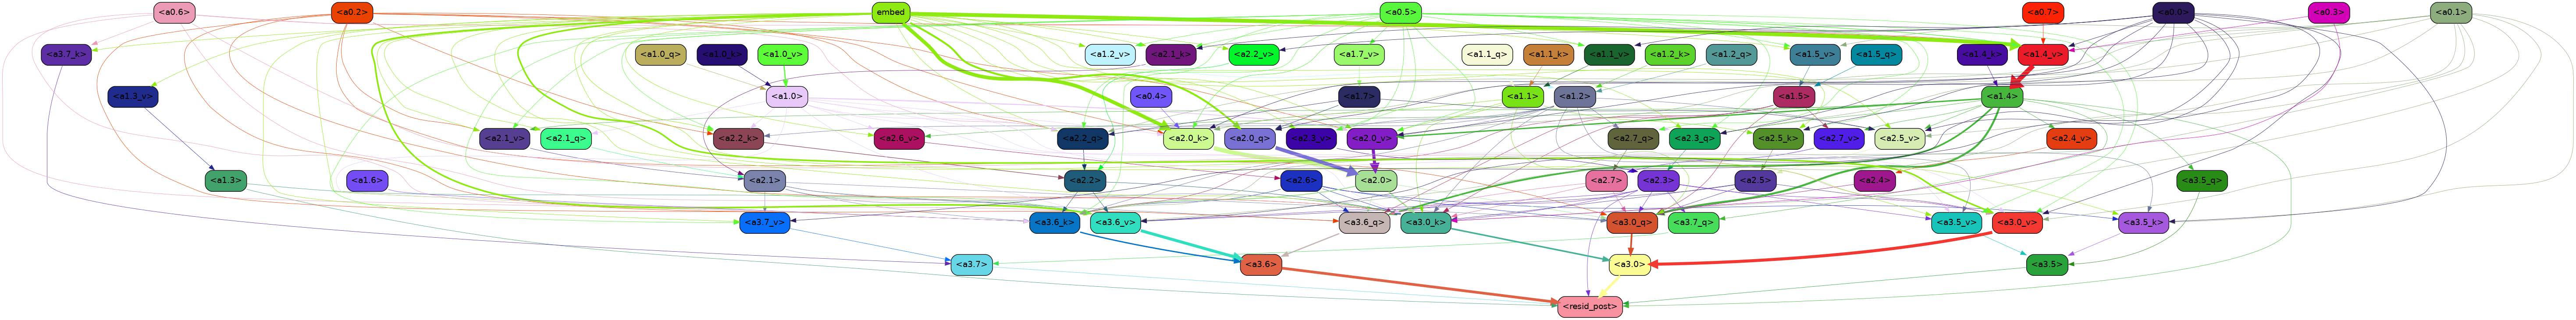 <a0.6> <a0.2> embed <a0.5> <a0.7> <a0.0> <a0.3> <a0.1>
<a3.7_k> <a1.0_q> <a1.0_k> <a1.0_v> <a1.2_v> <a2.1_k> <a2.2_v> <a1.7_v> <a1.1_q> <a1.1_k> <a1.1_v> <a1.2_k> <a1.2_q> <a1.5_v> <a1.5_q> <a1.4_k> <a1.4_v>
<a1.3_v> <a1.0> <a0.4> <a1.7> <a1.1> <a1.2> <a1.5> <a1.4>
<a2.1_v> <a2.1_q> <a2.2_k> <a2.6_v> <a2.2_q> <a2.0_k> <a2.0_q> <a2.3_v> <a2.0_v> <a2.7_q> <a2.3_q> <a2.5_k> <a2.7_v> <a2.5_v> <a2.4_v>
<a1.3> <a1.6> <a2.1> <a2.2> <a2.6> <a2.0> <a2.7> <a2.3> <a2.5> <a2.4> <a3.5_q>
<a3.7_v> <a3.6_k> <a3.6_v> <a3.6_q> <a3.0_k> <a3.0_q> <a3.7_q> <a3.5_v> <a3.0_v> <a3.5_k>
<a3.7> <a3.6> <a3.0> <a3.5>
<resid_post>